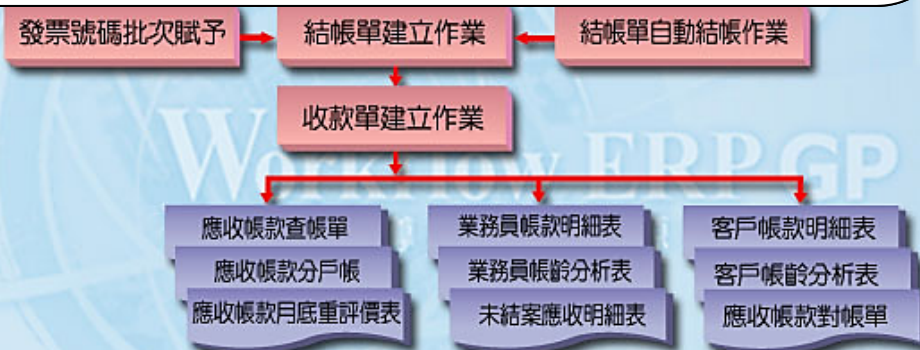 發票號碼批次賦予 結帳單建立作業 結帳單自動結帳作業
收款單建立作業
Workflow ERP GP
應收帳款查帳單 業務員帳款明細表 客戶帳款明細表
應收帳款分戶帳 業務員帳齡分析表 客戶帳齡分析表
應收帳款月底重評價表 未結案應收明細表 應收帳款對帳單